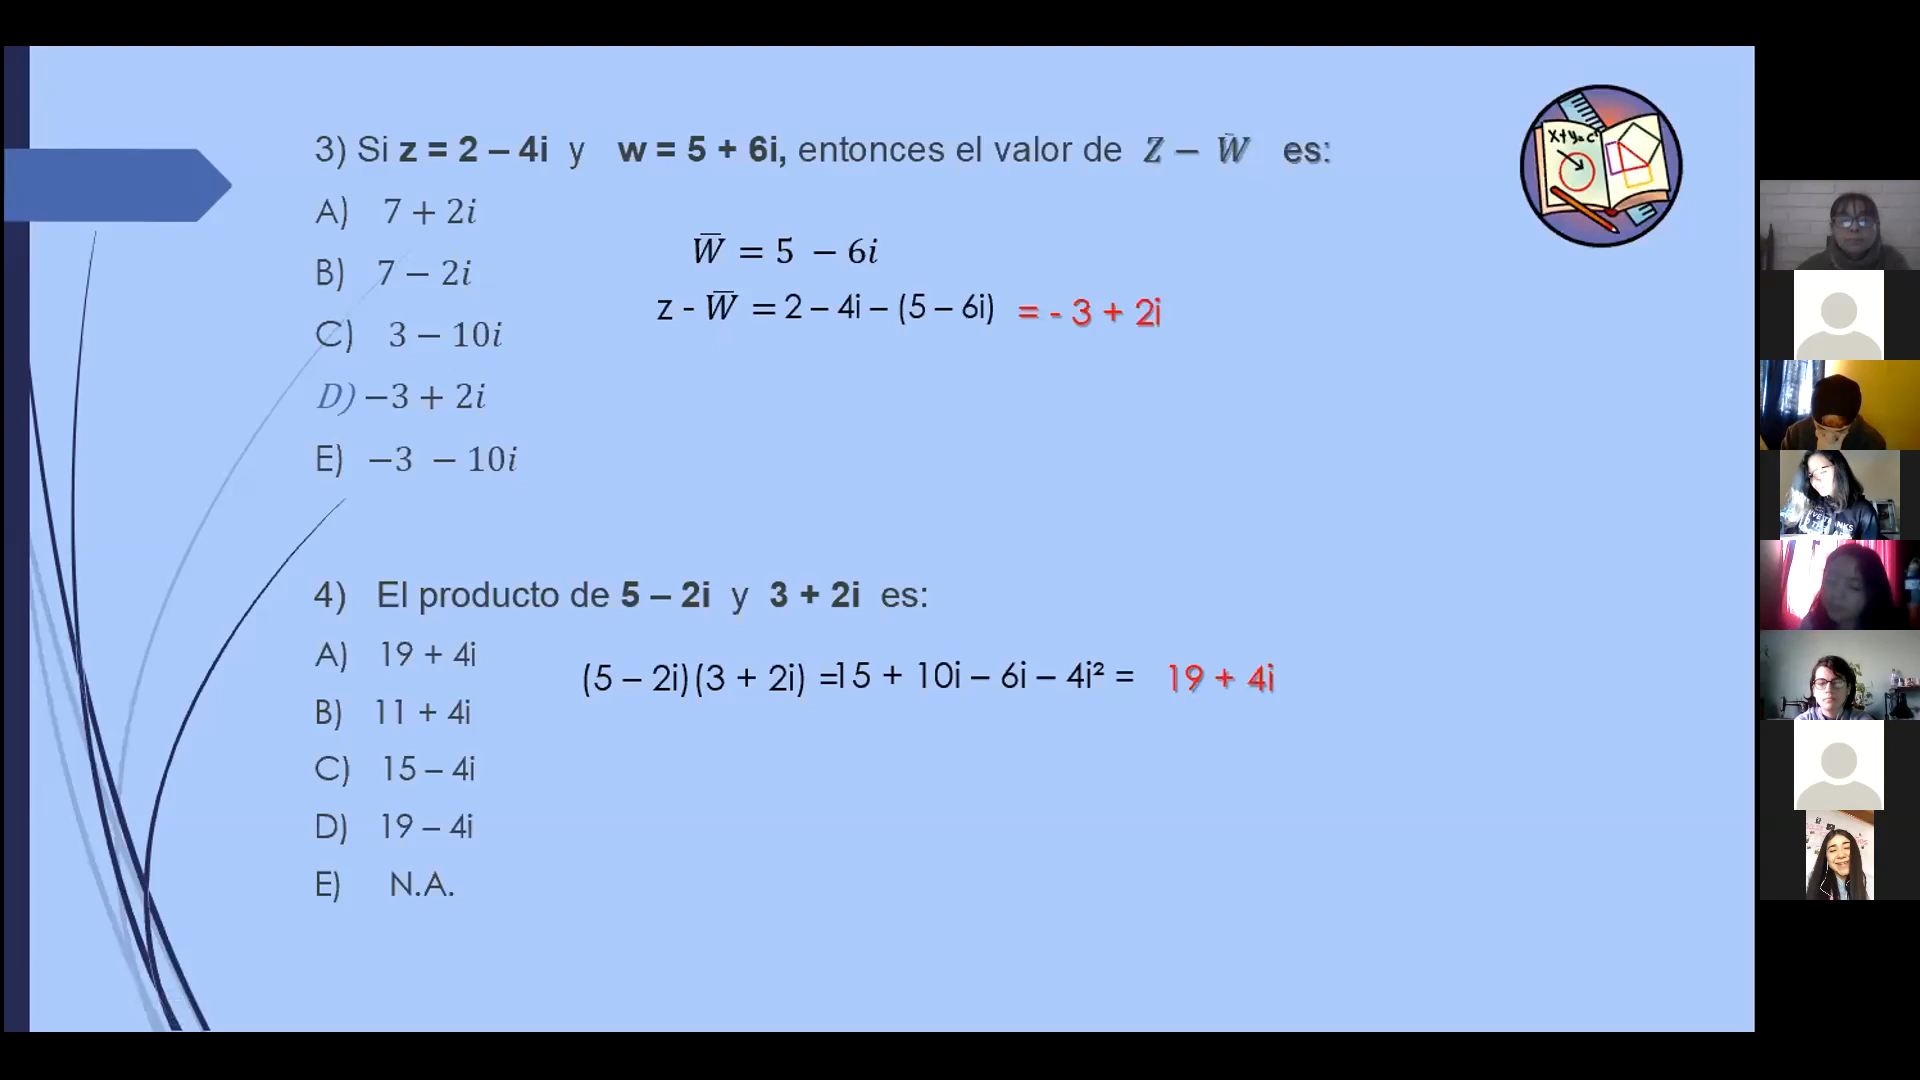 3) Si z = 2 – 4i y w = 5 + 6i, entonces el valor de Z − W̄ es:
A) 7 + 2i
B) 7 − 2i
C) 3 − 10i
D) −3 + 2i
E) −3 − 10i
W̄ = 5 − 6i
z - W̄ = 2 – 4i – (5 – 6i) = - 3 + 2i
4) El producto de 5 – 2i y 3 + 2i es:
A) 19 + 4i
B) 11 + 4i
C) 15 – 4i
D) 19 – 4i
E) N.A.
(5 – 2i)(3 + 2i) =15 + 10i – 6i – 4i² = 19 + 4i